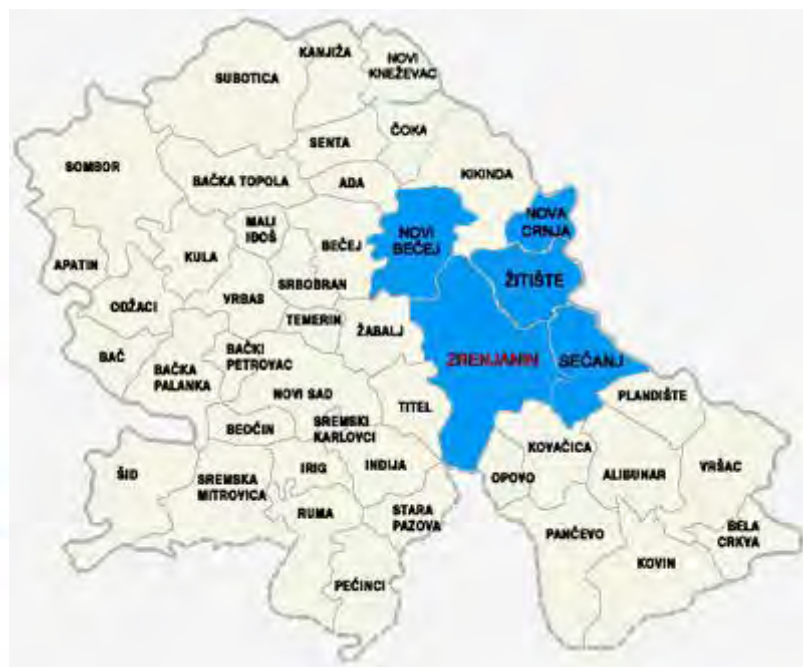 KANJIŽA
NOVI
KNEŽEVAC
SUBOTICA
ČOKA
SENTA
SOMBOR
KIKINDA
BAČKA TOPOLA
ADA
NOVA
CRNJA
MALI
IĐOŠ
NOVI
BEČEJ
BEČEJ
APATIN
KULA
ŽITIŠTE
SRBOBRAN
ODŽACI
VRBAS
TEMERIN
ŽABALJ
BAČ
BAČKI
PETROVAC
ZRENJANIN
SEČANJ
BAČKA
PALANKA
NOVI SAD
PLANDIŠTE
TITEL
BEOČIN
SREMSKI
KARLOVCI
KOVAČICA
ŠID
IRIG
INĐIJA
OPOVO
ALIBUNAR
VRŠAC
SREMSKA
MITROVICA
RUMA
STARA
PAZOVA
PANČEVO
BELA
CRKVA
KOVIN
PEĆINCI